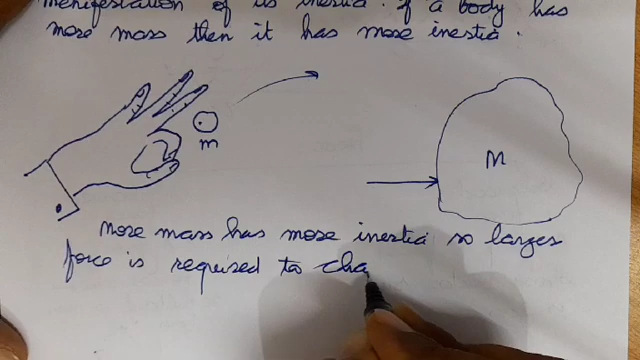 menifestation of its inertia. If a body has
more mass then it has more inertia.
m
M
More mass has more inertia so larger
force is required to cha